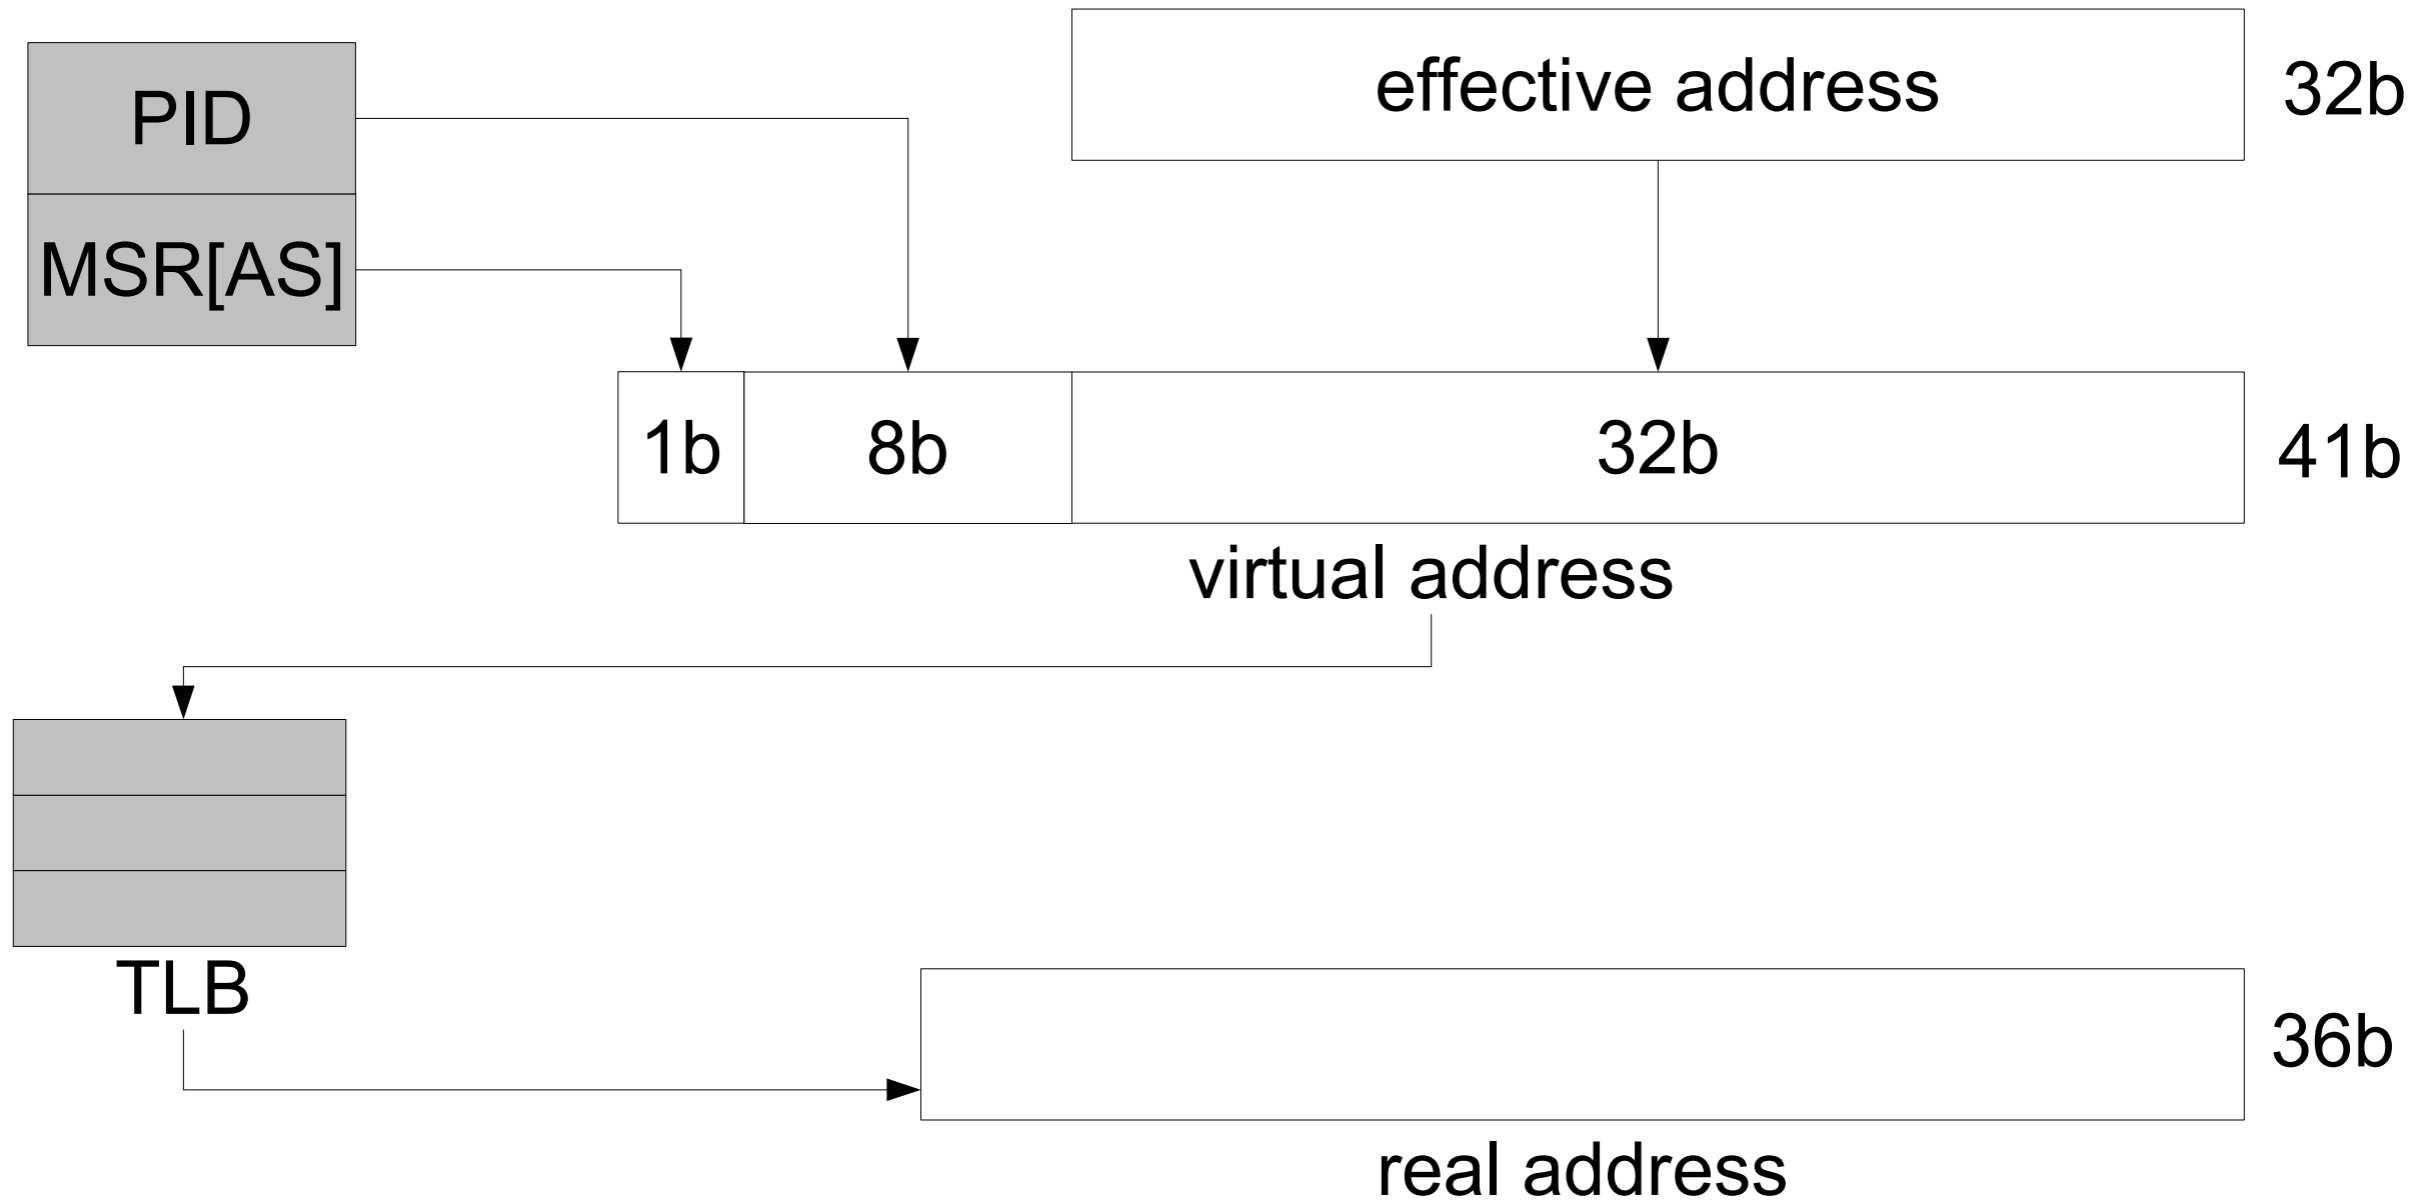 PID
effective address
32b
MSR[AS]
1b
8b
32b
41b
virtual address
TLB
36b
real address